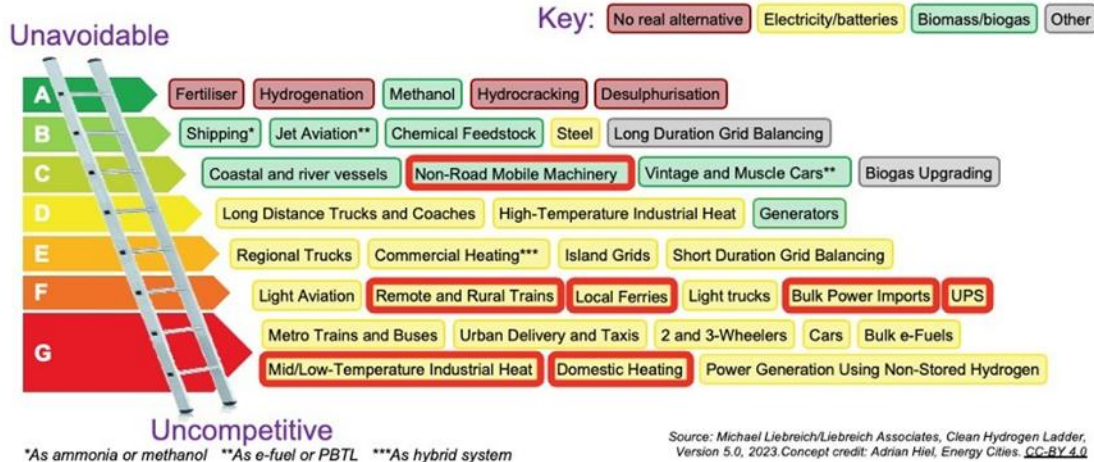 Key: No real alternative Electricity/batteries Biomass/biogas Other
Unavoidable
A Fertiliser Hydrogenation Methanol Hydrocracking Desulphurisation
B Shipping* Jet Aviation** Chemical Feedstock Steel Long Duration Grid Balancing
C Coastal and river vessels Non-Road Mobile Machinery Vintage and Muscle Cars** Biogas Upgrading
D Long Distance Trucks and Coaches High-Temperature Industrial Heat Generators
E Regional Trucks Commercial Heating*** Island Grids Short Duration Grid Balancing
F Light Aviation Remote and Rural Trains Local Ferries Light trucks Bulk Power Imports UPS
Metro Trains and Buses Urban Delivery and Taxis 2 and 3-Wheelers Cars Bulk e-Fuels
G
Mid/Low-Temperature Industrial Heat Domestic Heating Power Generation Using Non-Stored Hydrogen
Uncompetitive
*As ammonia or methanol **As e-fuel or PBTL ***As hybrid system
Source: Michael Liebreich/Liebreich Associates, Clean Hydrogen Ladder,
Version 5.0, 2023.Concept credit: Adrian Hiel, Energy Cities. CC-BY 4.0